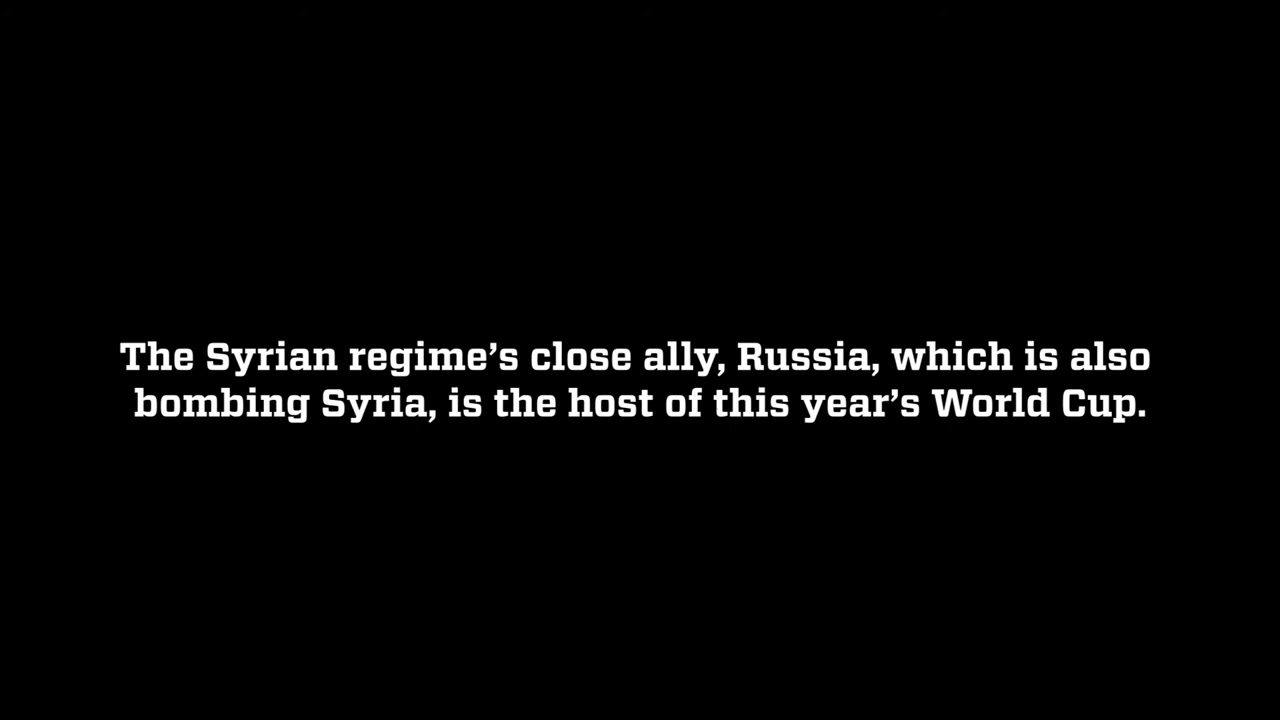 The Syrian regime’s close ally, Russia, which is also
bombing Syria, is the host of this year’s World Cup.